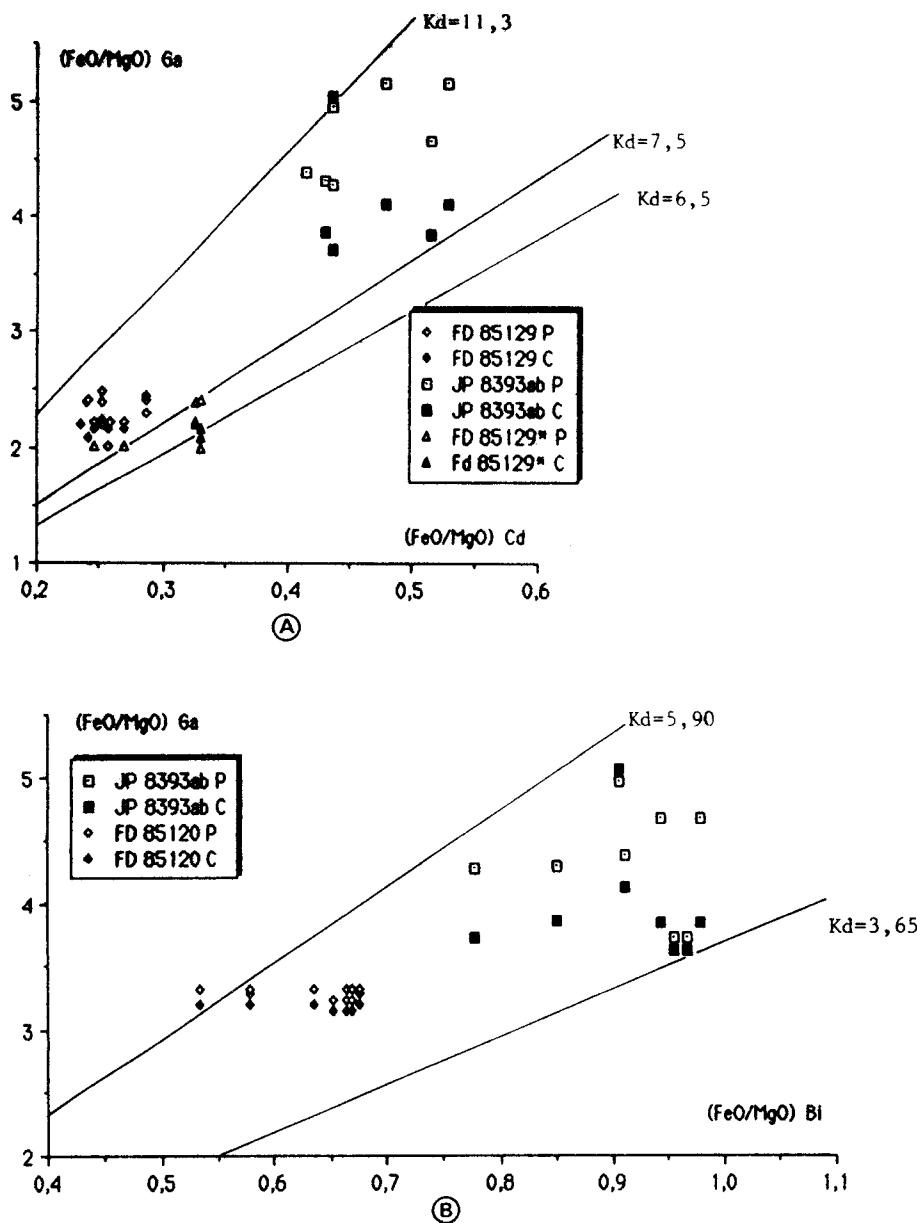 Kd=11,3
(FeO/MgO) Ga
5
Kd=7,5
4
Kd=6,5
3
FD 85129 P
FD 85129 C
JP 8393ab P
JP 8393ab C
FD 85129* P
Fd 85129* C
2
(FeO/MgO) Cd
1
0,2 0,3 0,4 0,5 0,6
A
(FeO/MgO) Ga
Kd=5,90
JP 8393ab P
JP 8393ab C
FD 85120 P
FD 85120 C
5
4
Kd=3,65
3
(FeO/MgO) Bi
2
0,4 0,5 0,6 0,7 0,8 0,9 1,0 1,1
B